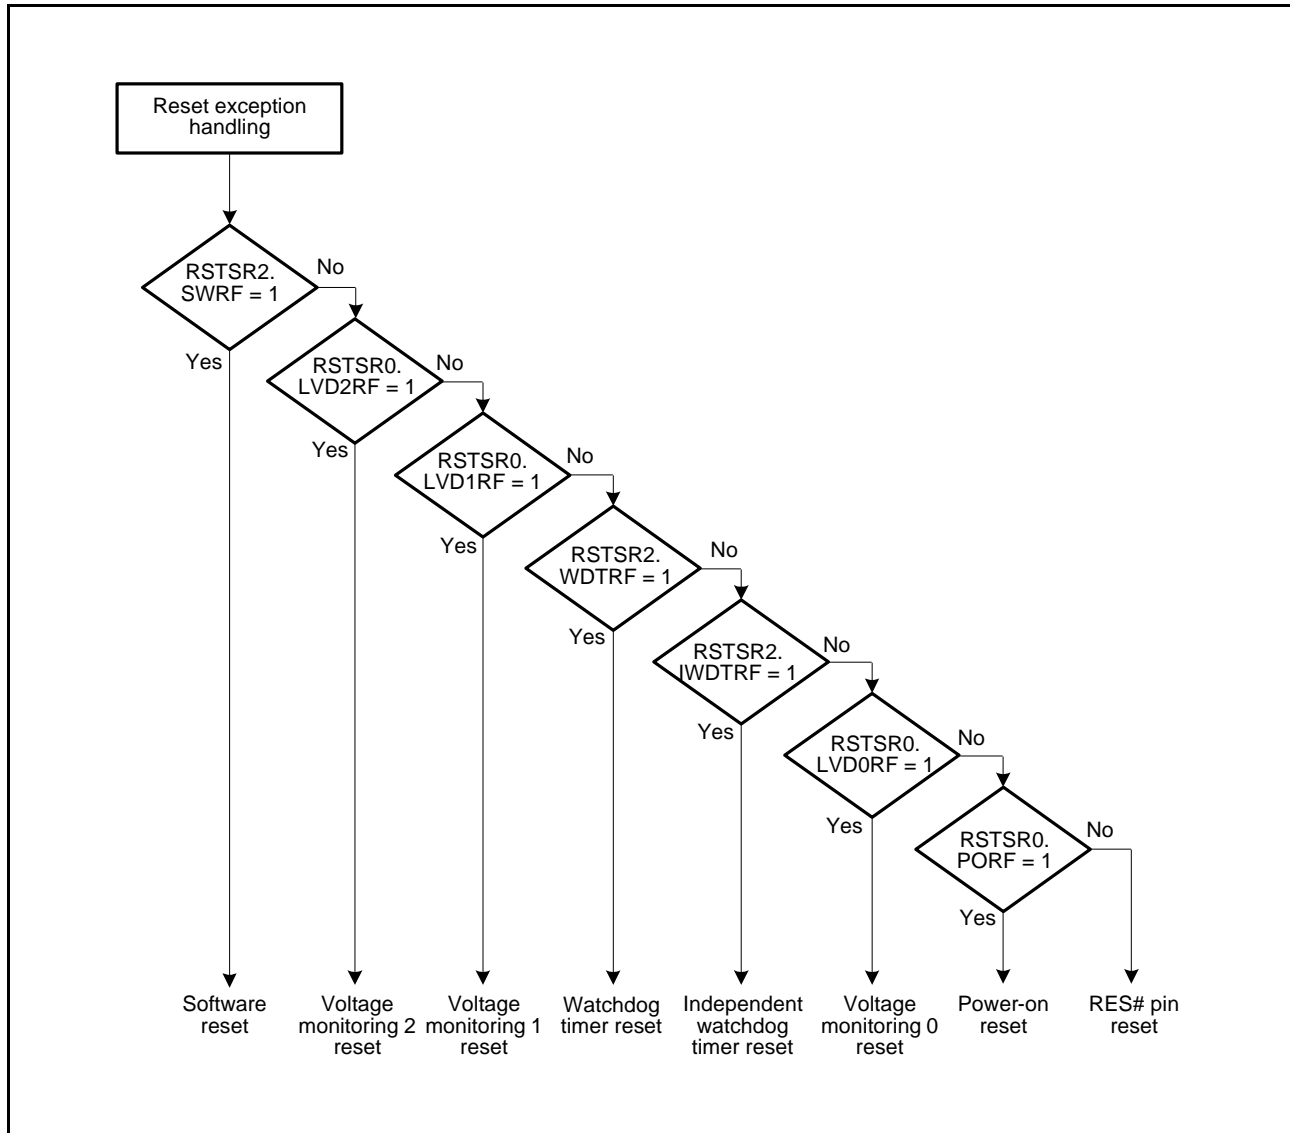 Reset exception
handling
RSTSR2.
SWRF = 1
No
Yes
RSTSR0.
LVD2RF = 1
No
Yes
RSTSR0.
LVD1RF = 1
No
Yes
RSTSR2.
WDTRF = 1
No
Yes
RSTSR2.
IWDTRF = 1
No
Yes
RSTSR0.
LVD0RF = 1
No
Yes
RSTSR0.
PORF = 1
No
Yes
Software
reset
Voltage
monitoring 2
reset
Voltage
monitoring 1
reset
Watchdog
timer reset
Independent
watchdog
timer reset
Voltage
monitoring 0
reset
Power-on
reset
RES# pin
reset